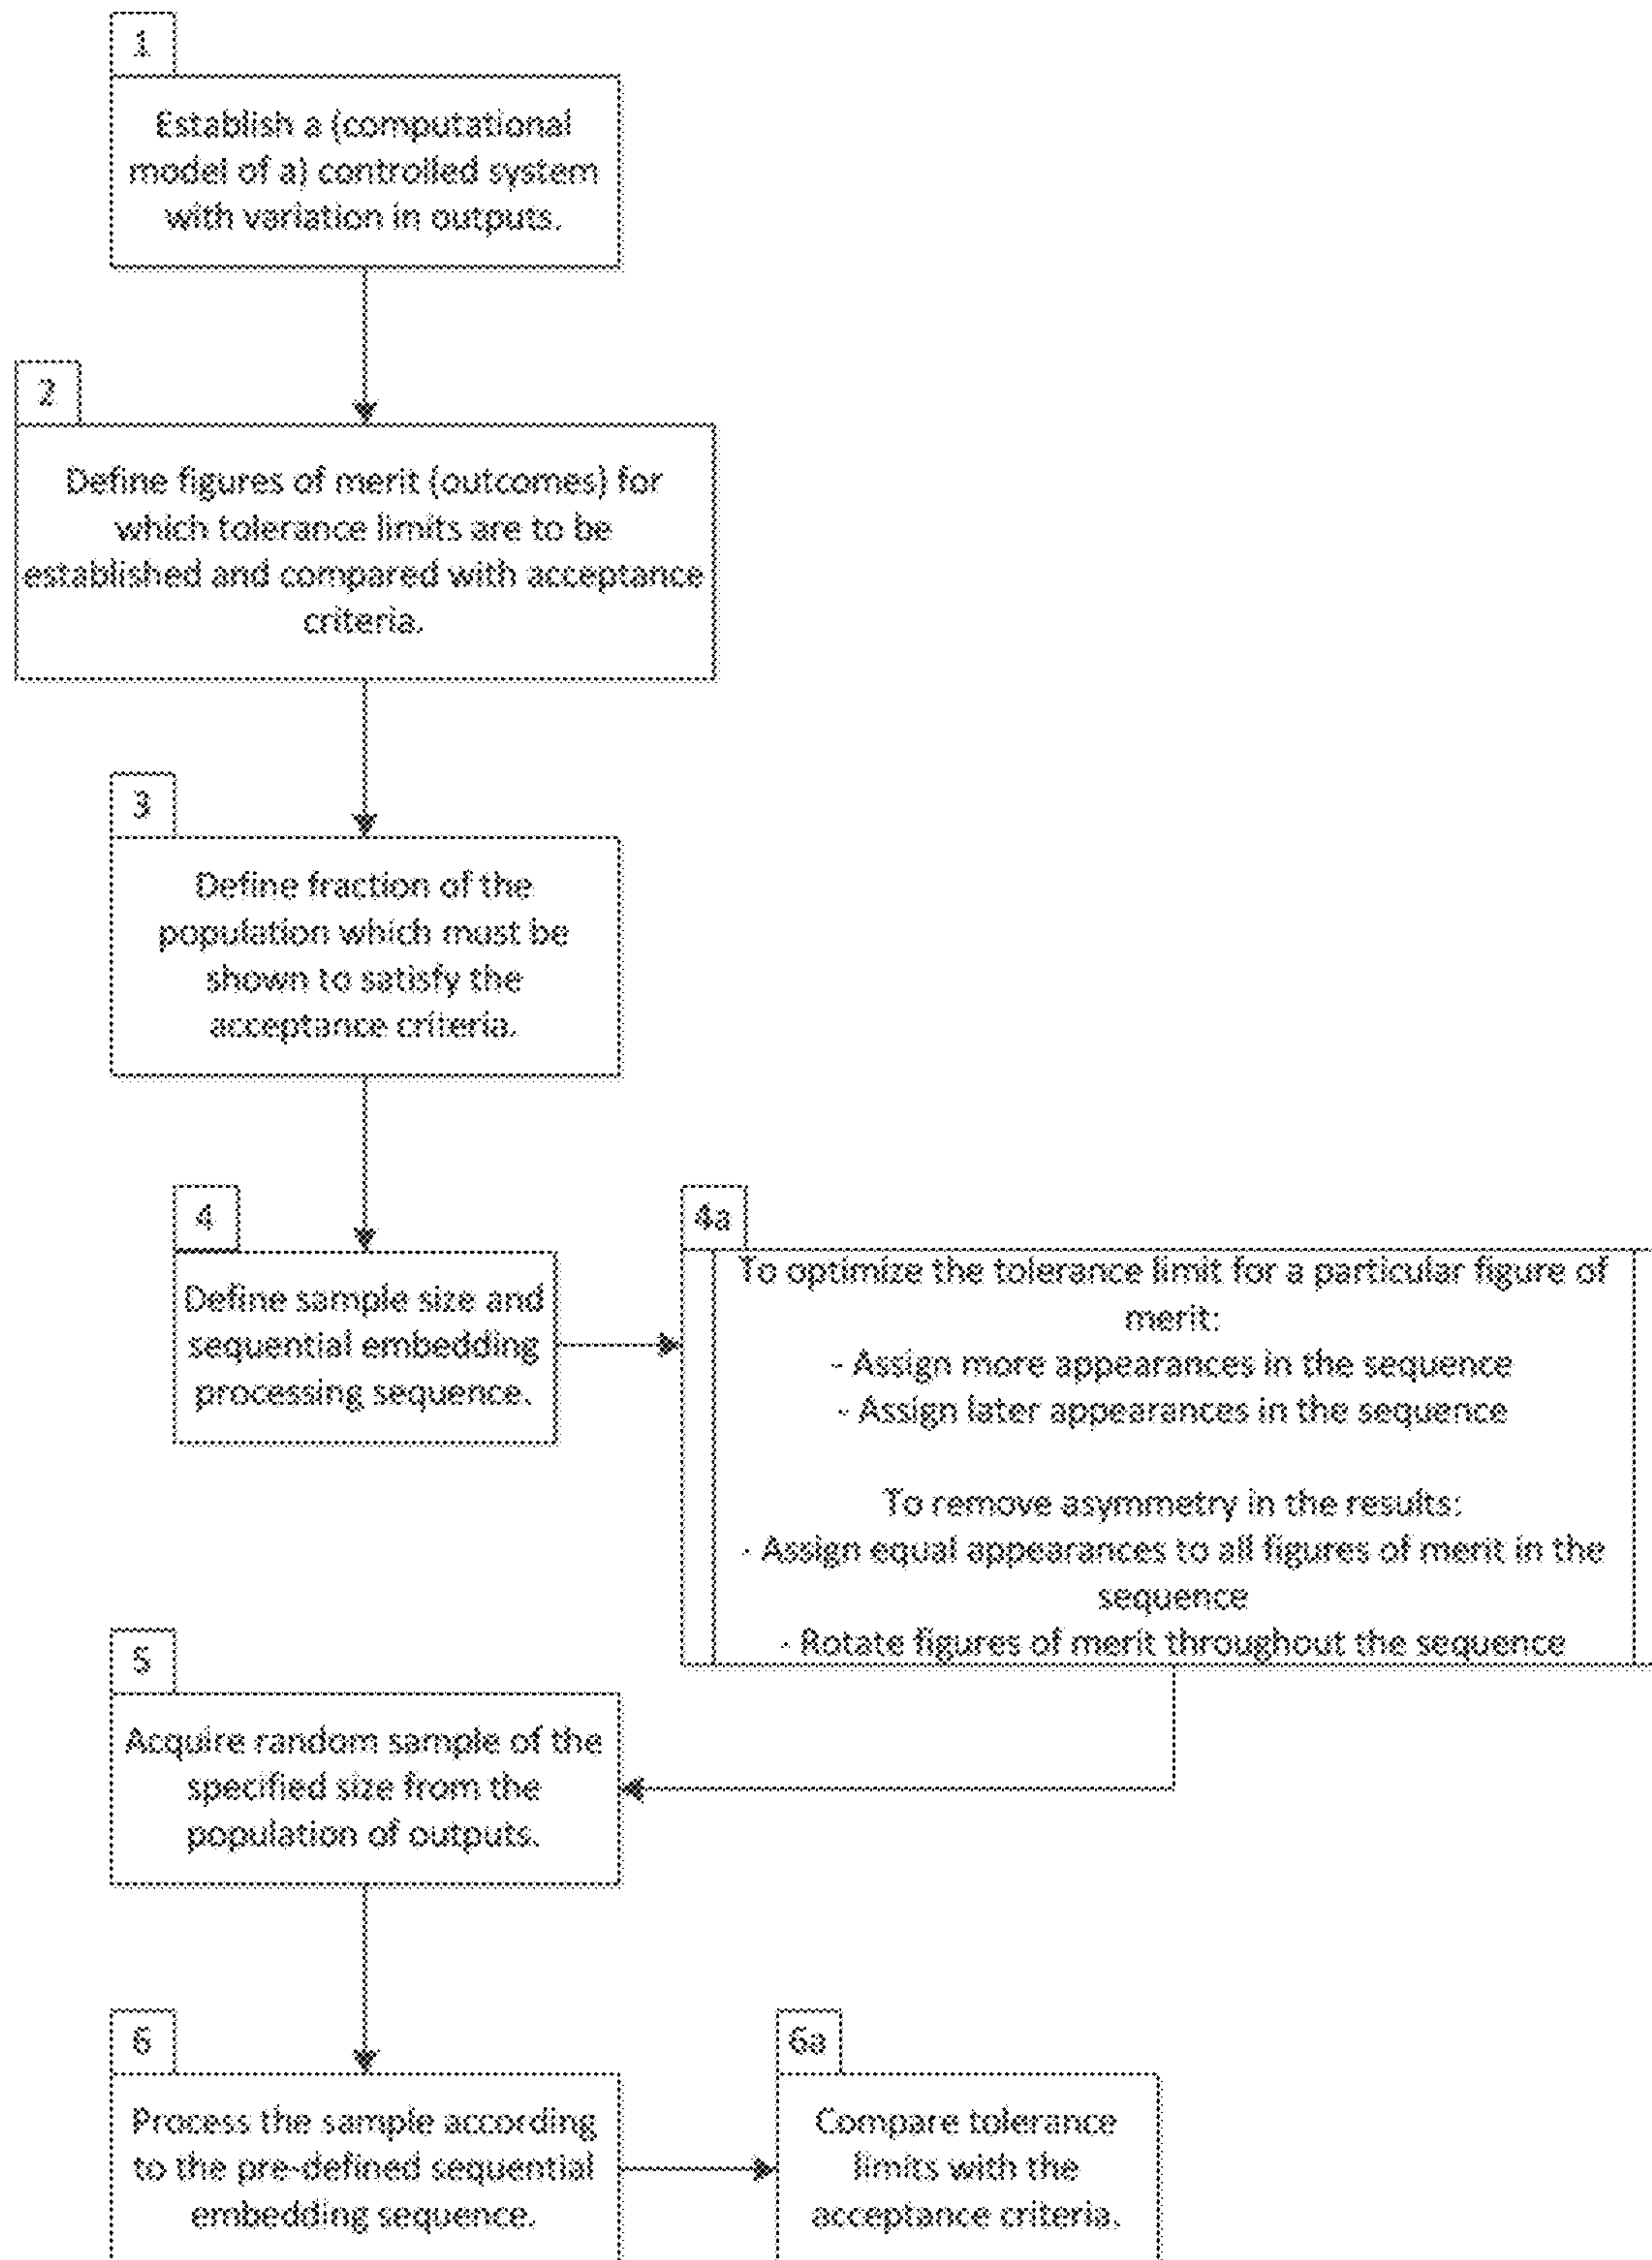 1
Establish a (computational
model of a) controlled system
with variation in outputs.
2
Define figures of merit (outcomes) for
which tolerance limits are to be
established and compared with acceptance
criteria.
3
Define fraction of the
population which must be
shown to satisfy the
acceptance criteria.
4
Define sample size and
sequential embedding
processing sequence.
4a
To optimize the tolerance limit for a particular figure of
merit:
- Assign more appearances in the sequence
- Assign later appearances in the sequence
To remove asymmetry in the results:
- Assign equal appearances to all figures of merit in the
sequence
- Rotate figures of merit throughout the sequence
5
Acquire random sample of the
specified size from the
population of outputs.
6
Process the sample according
to the pre-defined sequential
embedding sequence.
6a
Compare tolerance
limits with the
acceptance criteria.